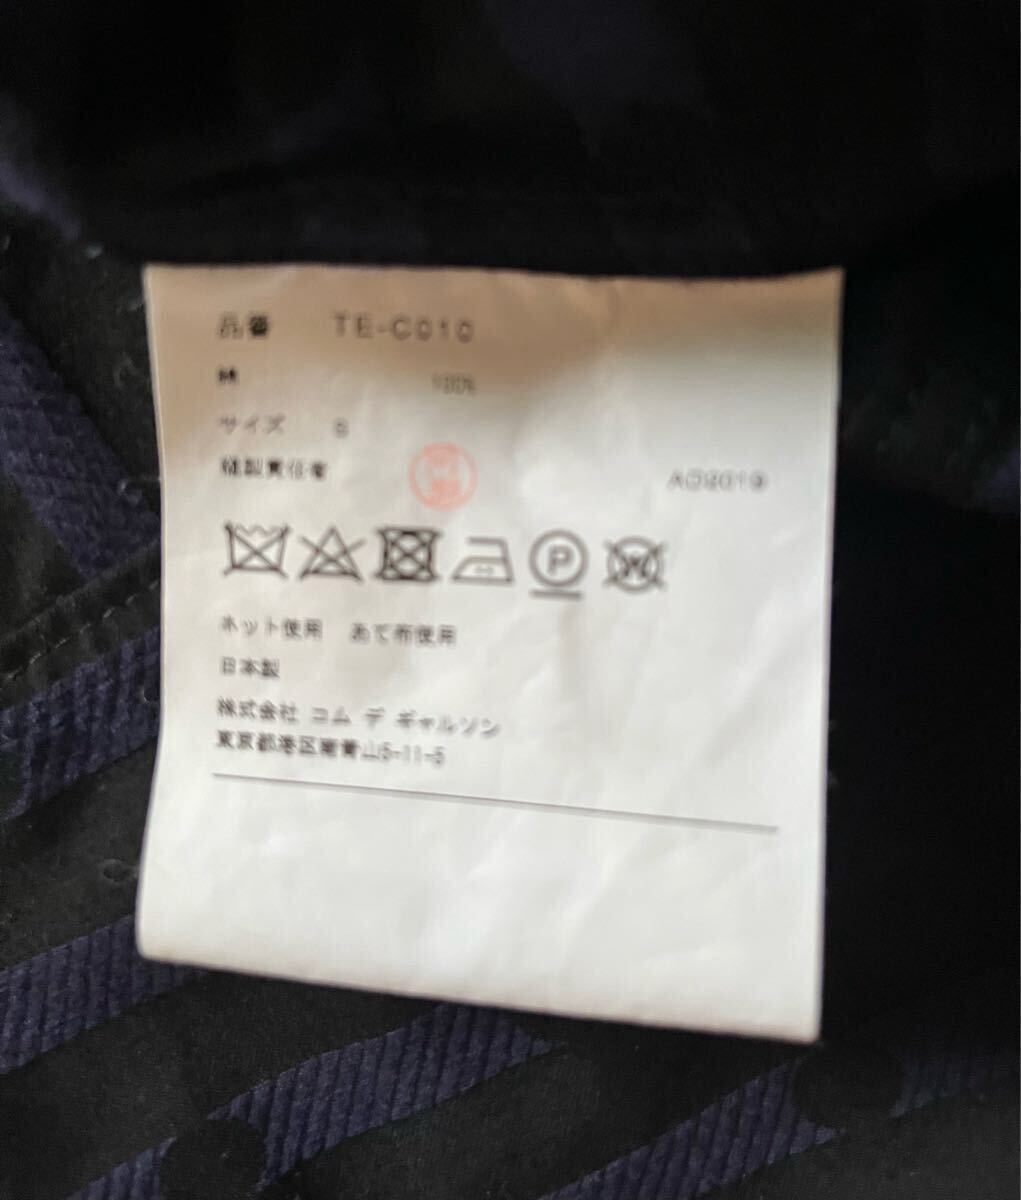 品番 TE-C010
綿 100%
サイズ S
縫製責任者 AD2019
P W
ネット使用 あて布使用
日本製
株式会社 コム デ ギャルソン
東京都港区南青山5-11-5